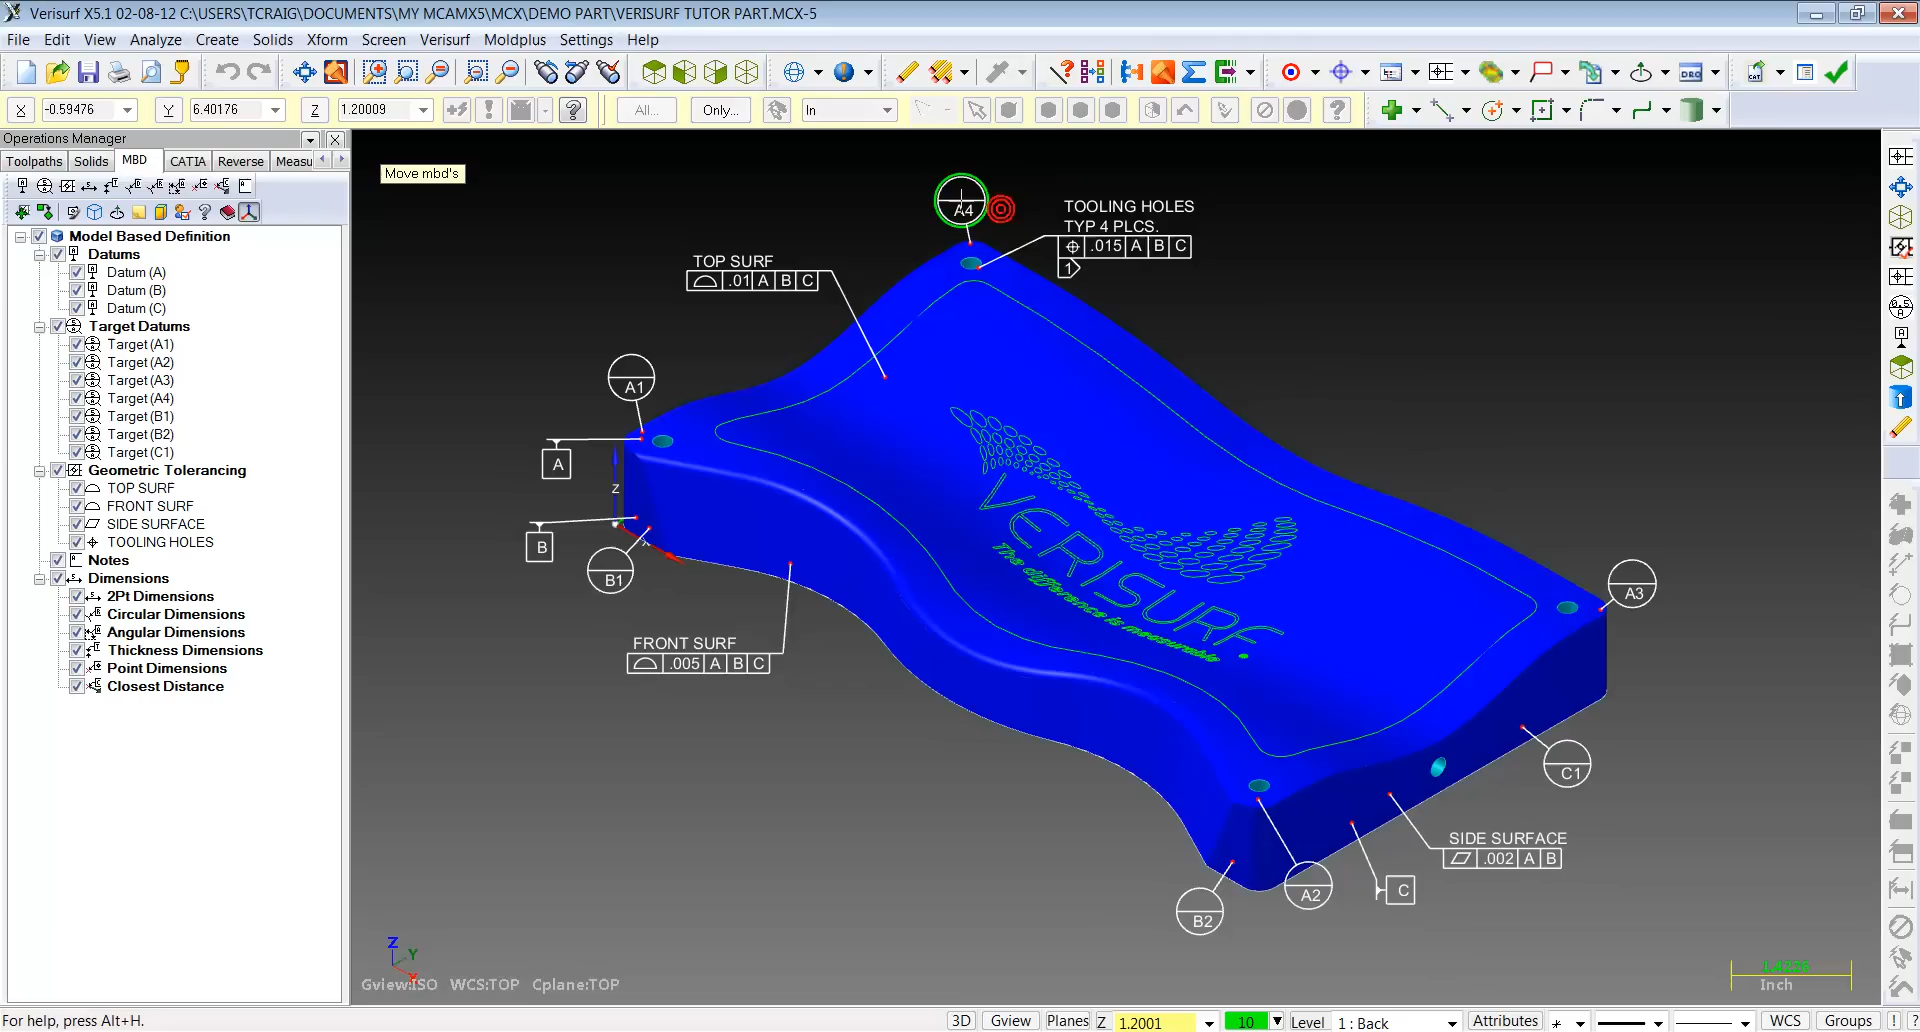 Verisurf X5.1 02-08-12 C:\USERS\TCRAIG\DOCUMENTS\MY MCAMX5\MCX\DEMO PART\VERISURF TUTOR PART.MCX-5
File Edit View Analyze Create Solids Xform Screen Verisurf Moldplus Settings Help
DRO
X -0.59476 Y 6.40176 Z 1.20009 All... Only... In
Operations Manager
Toolpaths Solids MBD CATIA Reverse Measu
Model Based Definition
Datums
Datum (A)
Datum (B)
Datum (C)
Target Datums
Target (A1)
Target (A2)
Target (A3)
Target (A4)
Target (B1)
Target (B2)
Target (C1)
Geometric Tolerancing
TOP SURF
FRONT SURF
SIDE SURFACE
TOOLING HOLES
Notes
Dimensions
2Pt Dimensions
Circular Dimensions
Angular Dimensions
Thickness Dimensions
Point Dimensions
Closest Distance
Move mbd's
A4
TOOLING HOLES
TYP 4 PLCS.
.015 A B C
1
TOP SURF
.01 A B C
A1
A
Z
B
B1
X
FRONT SURF
.005 A B C
VERISURF
The difference is measurable
A3
C1
SIDE SURFACE
.002 A B
C
A2
B2
Z
Y
X
Gview:ISO WCS:TOP Cplane:TOP
1.4236
Inch
For help, press Alt+H.
3D Gview Planes Z 1.2001 10 Level 1 : Back Attributes WCS Groups ! ?